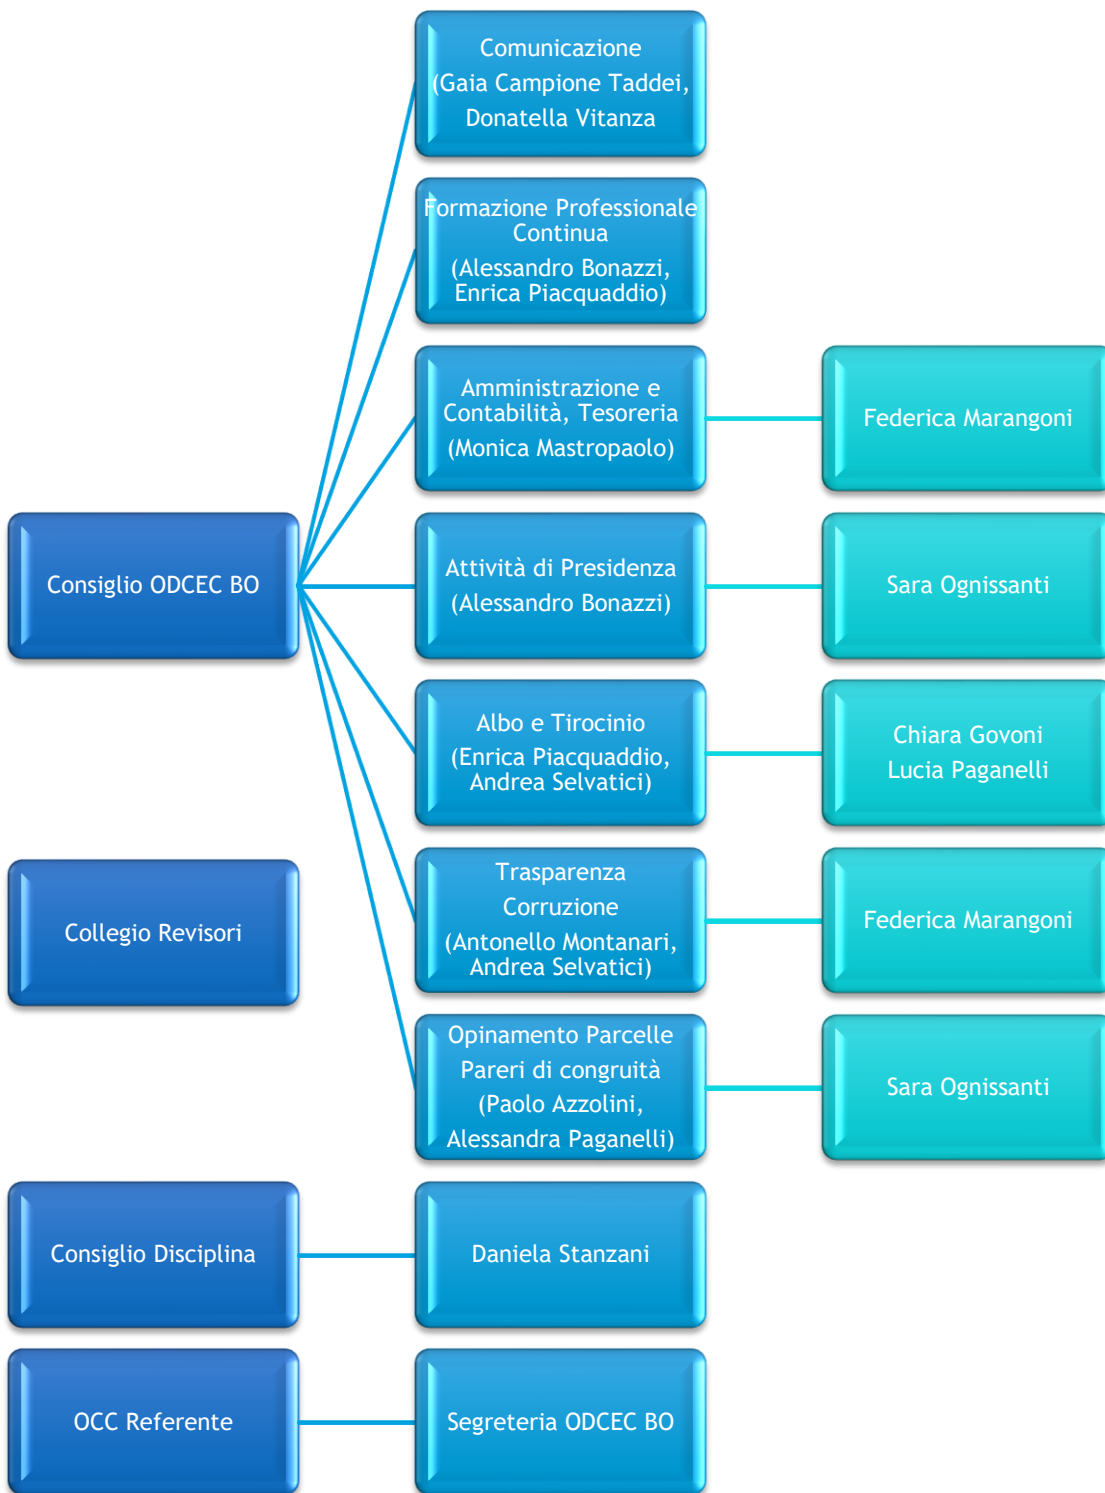 Comunicazione
(Gaia Campione Taddei,
Donatella Vitanza
Formazione Professionale
Continua
(Alessandro Bonazzi,
Enrica Piacquaddio)
Amministrazione e
Contabilità, Tesoreria
(Monica Mastropaolo)
Federica Marangoni
Consiglio ODCEC BO
Attività di Presidenza
(Alessandro Bonazzi)
Sara Ognissanti
Albo e Tirocinio
(Enrica Piacquaddio,
Andrea Selvatici)
Chiara Govoni
Lucia Paganelli
Collegio Revisori
Trasparenza
Corruzione
(Antonello Montanari,
Andrea Selvatici)
Federica Marangoni
Opinamento Parcelle
Pareri di congruità
(Paolo Azzolini,
Alessandra Paganelli)
Sara Ognissanti
Consiglio Disciplina
Daniela Stanzani
OCC Referente
Segreteria ODCEC BO